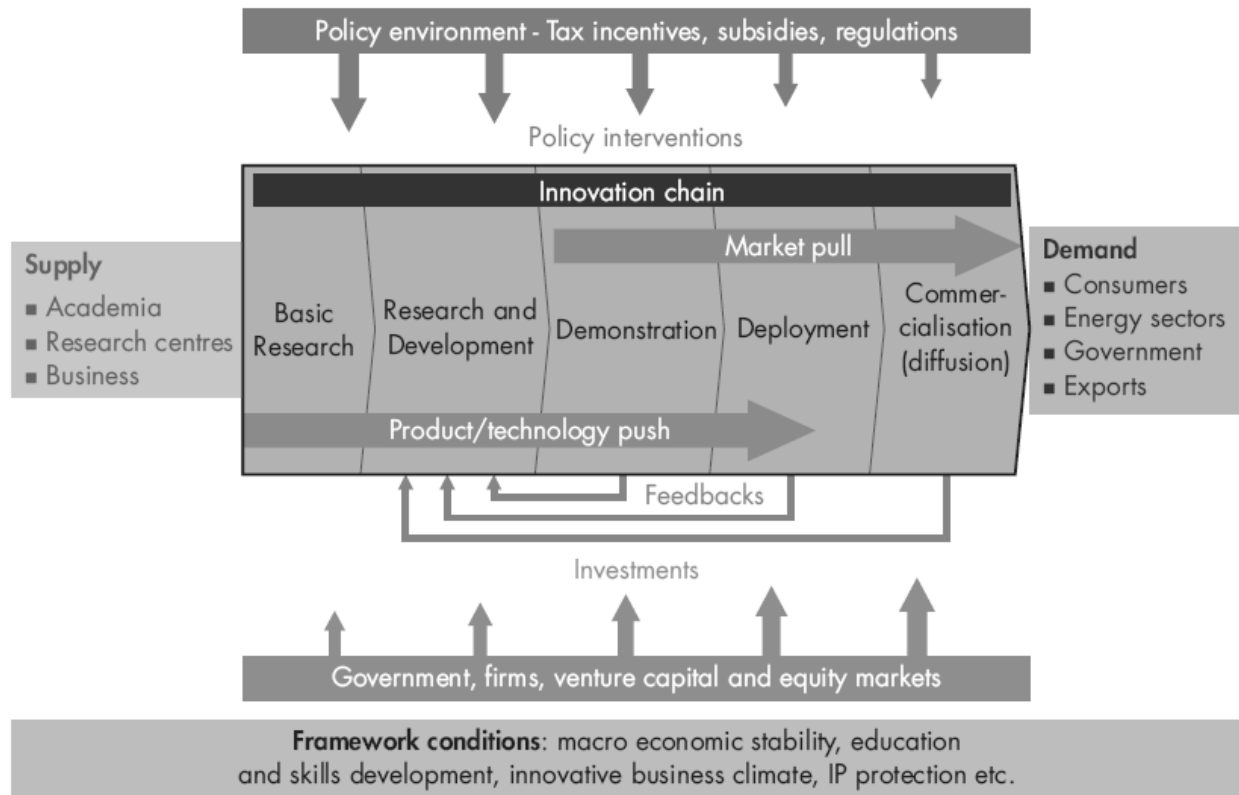 Policy environment - Tax incentives, subsidies, regulations
Policy interventions
Innovation chain
Market pull
Supply
■ Academia
■ Research centres
■ Business
Basic
Research
Research and
Development
Demonstration
Deployment
Commer-
cialisation
(diffusion)
Demand
■ Consumers
■ Energy sectors
■ Government
■ Exports
Product/technology push
Feedbacks
Investments
Government, firms, venture capital and equity markets
Framework conditions: macro economic stability, education
and skills development, innovative business climate, IP protection etc.